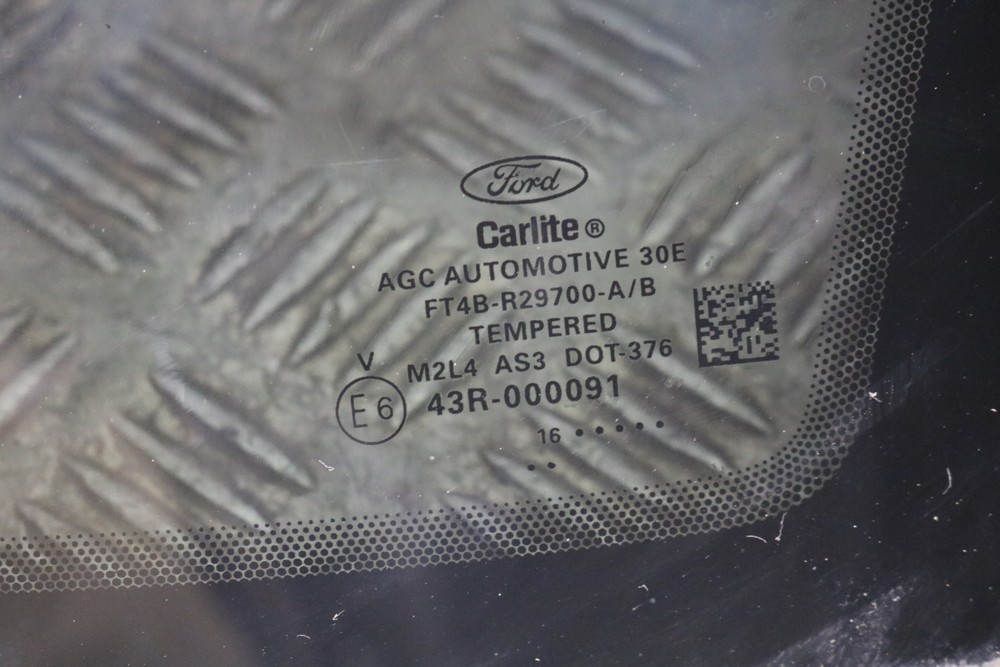 Ford
Carlite®
AGC AUTOMOTIVE 30E
FT4B-R29700-A/B
TEMPERED
V M2L4 AS3 DOT-376
E6 43R-000091
16 • • • • •
• •